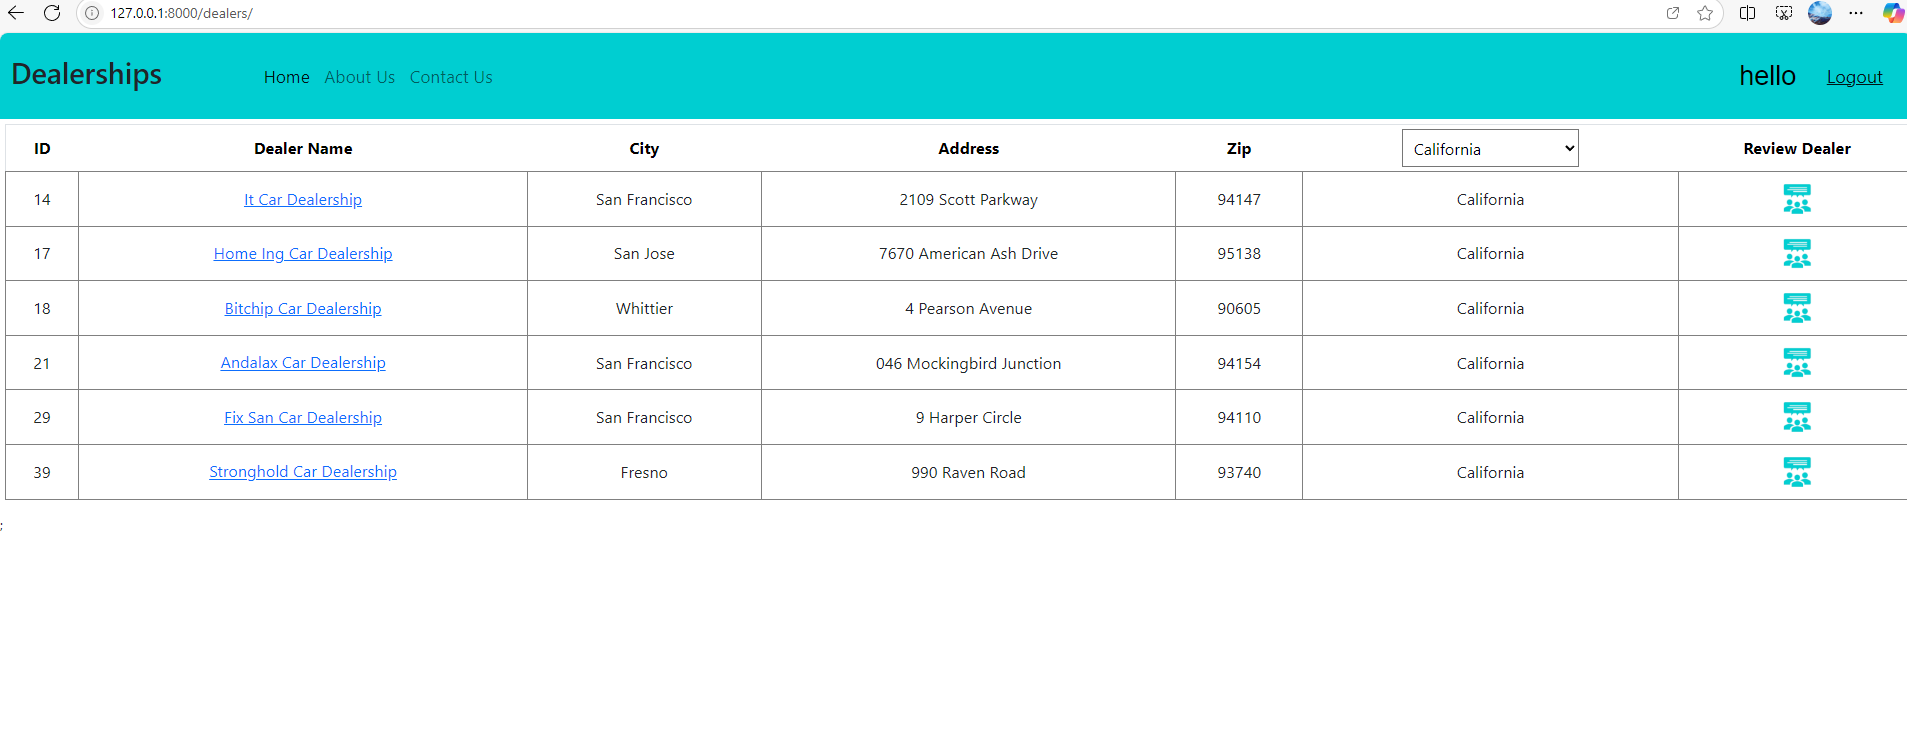 127.0.0.1:8000/dealers/
Dealerships Home About Us Contact Us hello Logout
ID Dealer Name City Address Zip California Review Dealer
14 It Car Dealership San Francisco 2109 Scott Parkway 94147 California
17 Home Ing Car Dealership San Jose 7670 American Ash Drive 95138 California
18 Bitchip Car Dealership Whittier 4 Pearson Avenue 90605 California
21 Andalax Car Dealership San Francisco 046 Mockingbird Junction 94154 California
29 Fix San Car Dealership San Francisco 9 Harper Circle 94110 California
39 Stronghold Car Dealership Fresno 990 Raven Road 93740 California
;